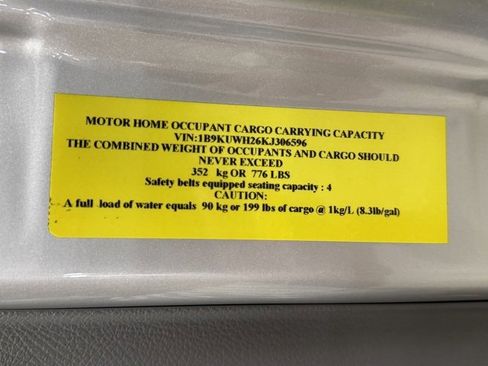 MOTOR HOME OCCUPANT CARGO CARRYING CAPACITY
VIN:1B9KUWH26KJ306596
THE COMBINED WEIGHT OF OCCUPANTS AND CARGO SHOULD
NEVER EXCEED
352 kg OR 776 LBS
Safety belts equipped seating capacity : 4
CAUTION:
A full load of water equals 90 kg or 199 lbs of cargo @ 1kg/L (8.3lb/gal)